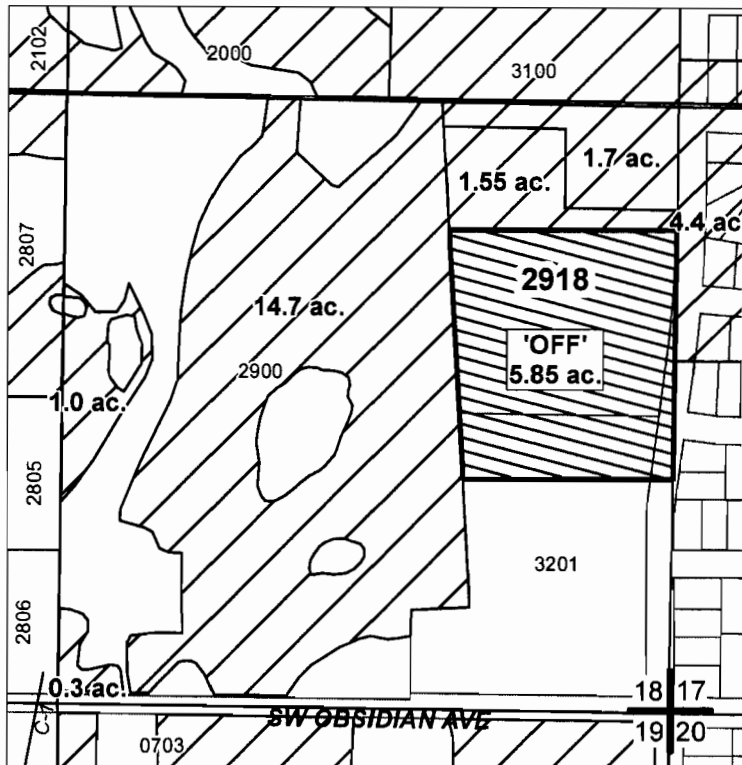 2102
2000
3100
1.7 ac.
1.55 ac.
4.4 ac
2807
2918
14.7 ac.
'OFF'
5.85 ac.
2900
1.0 ac.
2805
3201
2806
0.3 ac.
18 17
C-7
SW OBSIDIAN AVE
19 20
0703